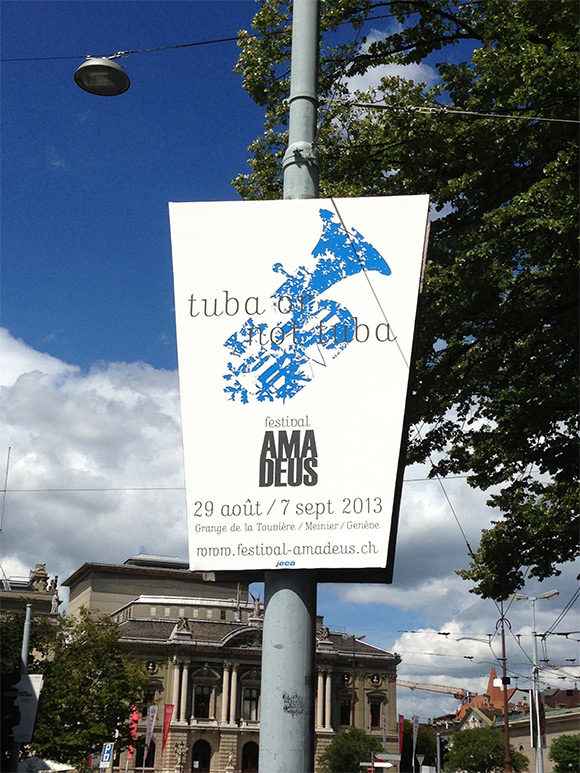 tuba or
not tuba
festival
AMA
DEUS
29 août / 7 sept 2013
Grange de la Touvière / Meinier / Genève
www.festival-amadeus.ch
jeca
P